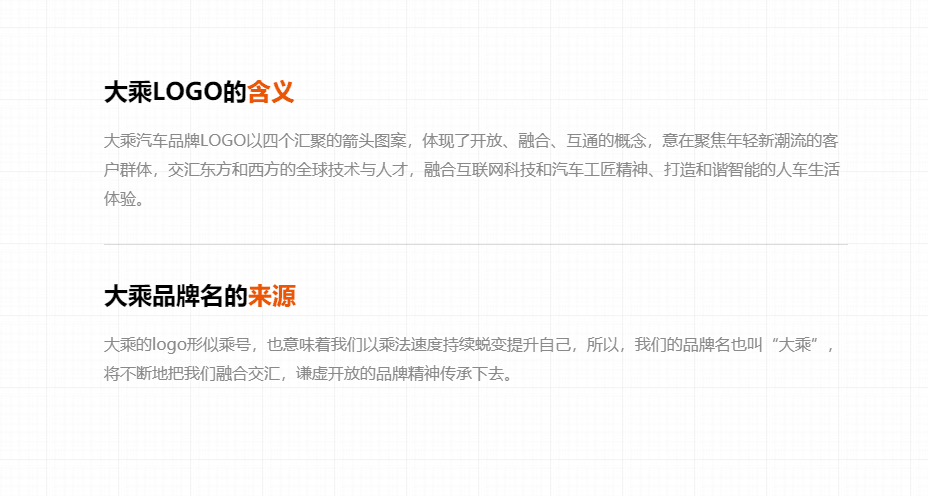 大乘LOGO的含义
大乘汽车品牌LOGO以四个汇聚的箭头图案，体现了开放、融合、互通的概念，意在聚焦年轻新潮流的客
户群体，交汇东方和西方的全球技术与人才，融合互联网科技和汽车工匠精神、打造和谐智能的人车生活
体验。
大乘品牌名的来源
大乘的logo形似乘号，也意味着我们以乘法速度持续蜕变提升自己，所以，我们的品牌名也叫“大乘”，
将不断地把我们融合交汇，谦虚开放的品牌精神传承下去。